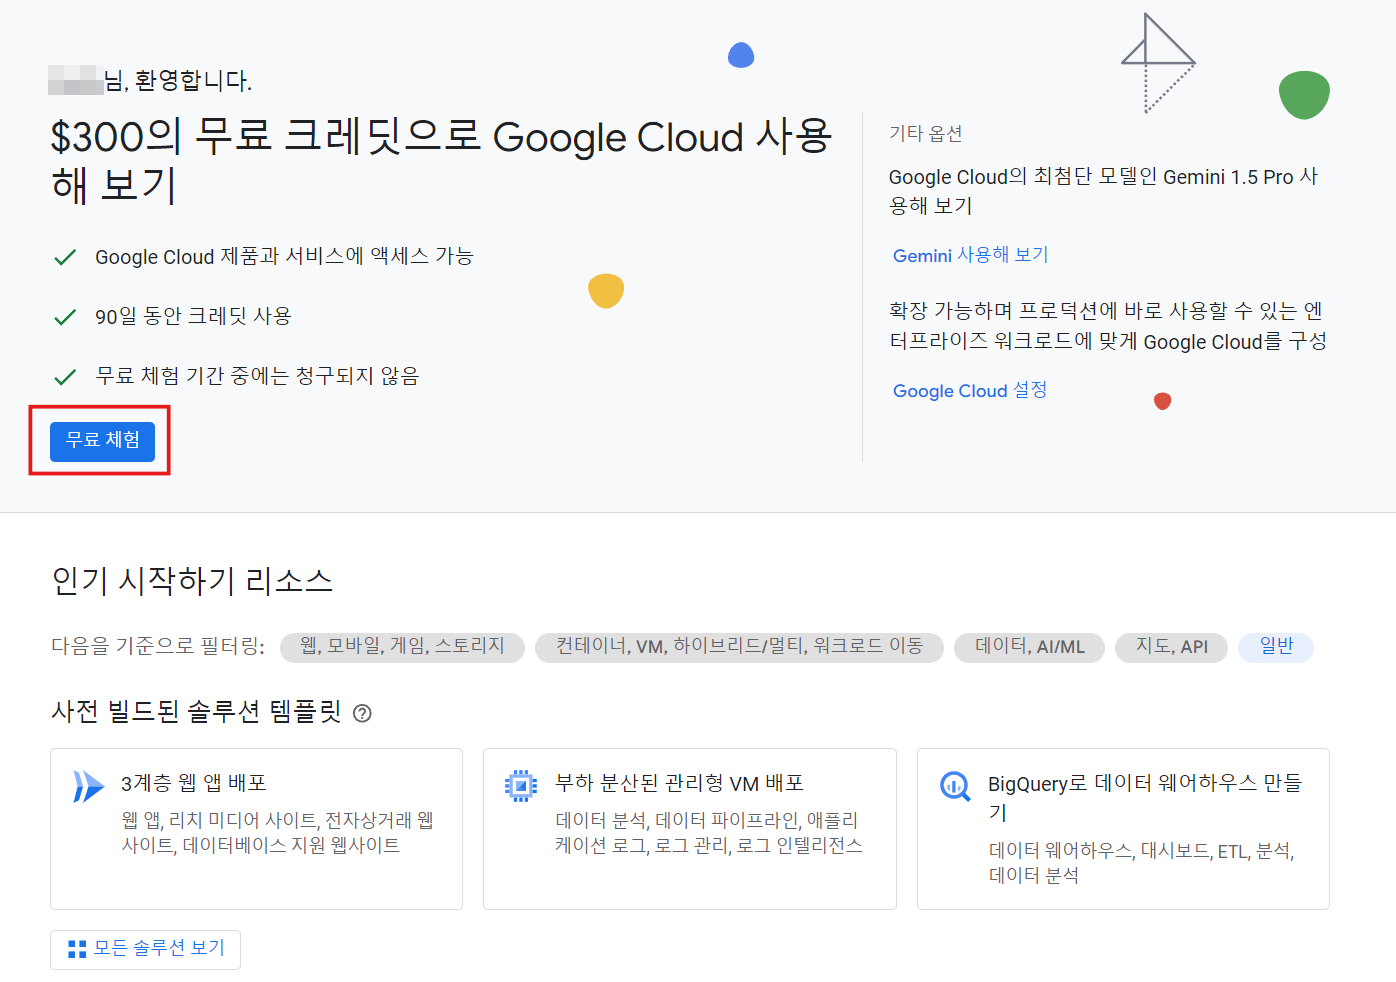 님, 환영합니다.
$300의 무료 크레딧으로 Google Cloud 사용
해 보기
Google Cloud 제품과 서비스에 액세스 가능
90일 동안 크레딧 사용
무료 체험 기간 중에는 청구되지 않음
무료 체험
기타 옵션
Google Cloud의 최첨단 모델인 Gemini 1.5 Pro 사
용해 보기
Gemini 사용해 보기
확장 가능하며 프로덕션에 바로 사용할 수 있는 엔
터프라이즈 워크로드에 맞게 Google Cloud를 구성
Google Cloud 설정
인기 시작하기 리소스
다음을 기준으로 필터링:
웹, 모바일, 게임, 스토리지
컨테이너, VM, 하이브리드/멀티, 워크로드 이동
데이터, AI/ML
지도, API
일반
사전 빌드된 솔루션 템플릿
3계층 웹 앱 배포
웹 앱, 리치 미디어 사이트, 전자상거래 웹
사이트, 데이터베이스 지원 웹사이트
부하 분산된 관리형 VM 배포
데이터 분석, 데이터 파이프라인, 애플리
케이션 로그, 로그 관리, 로그 인텔리전스
BigQuery로 데이터 웨어하우스 만들
기
데이터 웨어하우스, 대시보드, ETL, 분석,
데이터 분석
모든 솔루션 보기